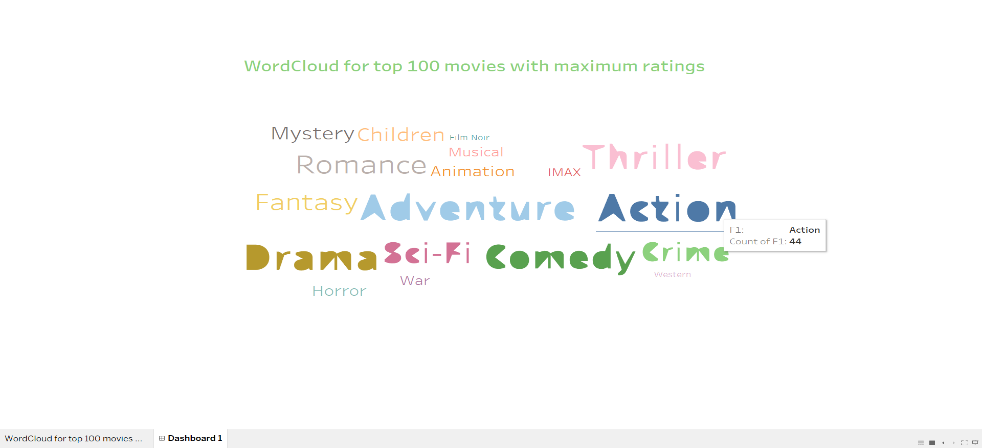 WordCloud for top 100 movies with maximum ratings
Mystery Children Film Noir
Musical Thriller
Romance Animation IMAX
Fantasy Adventure Action
F1: Action
Count of F1: 44
Drama Sci-Fi Comedy Crime
War Western
Horror
WordCloud for top 100 movies ... Dashboard 1